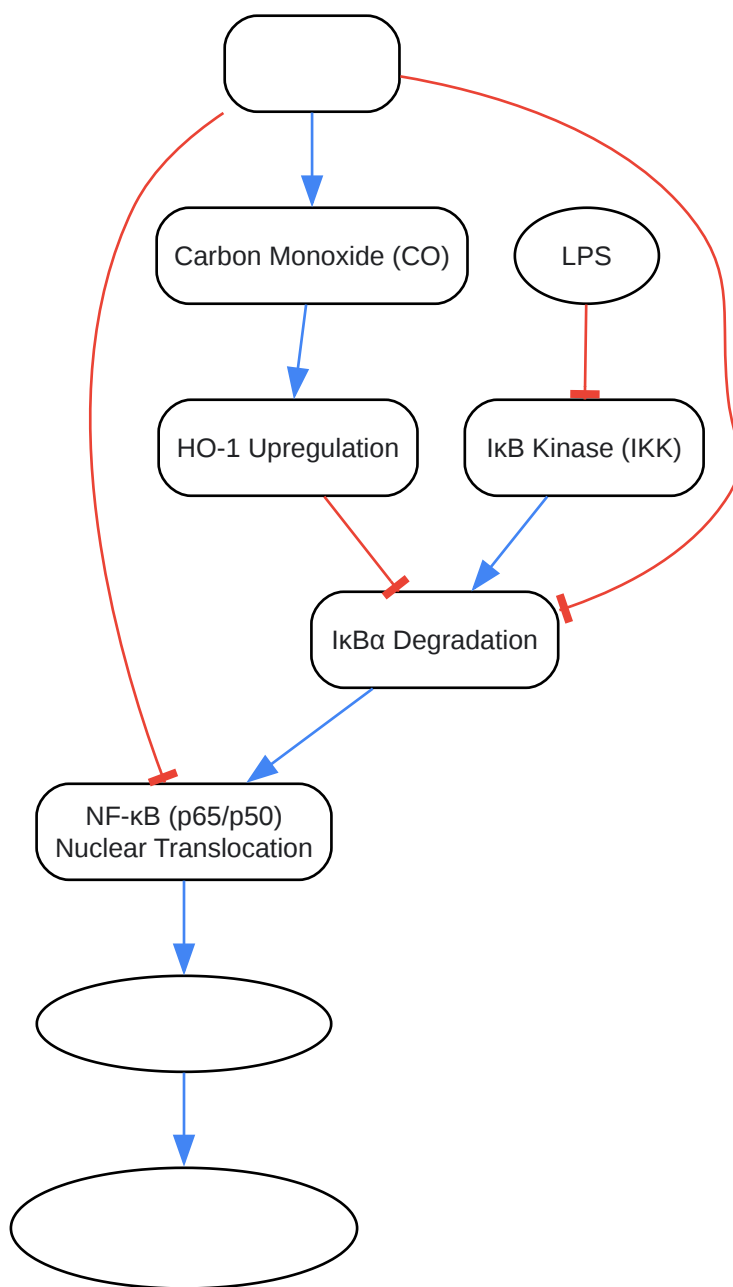 Carbon Monoxide (CO)
LPS
HO-1 Upregulation
IκB Kinase (IKK)
IκBα Degradation
NF-κB (p65/p50)
Nuclear Translocation